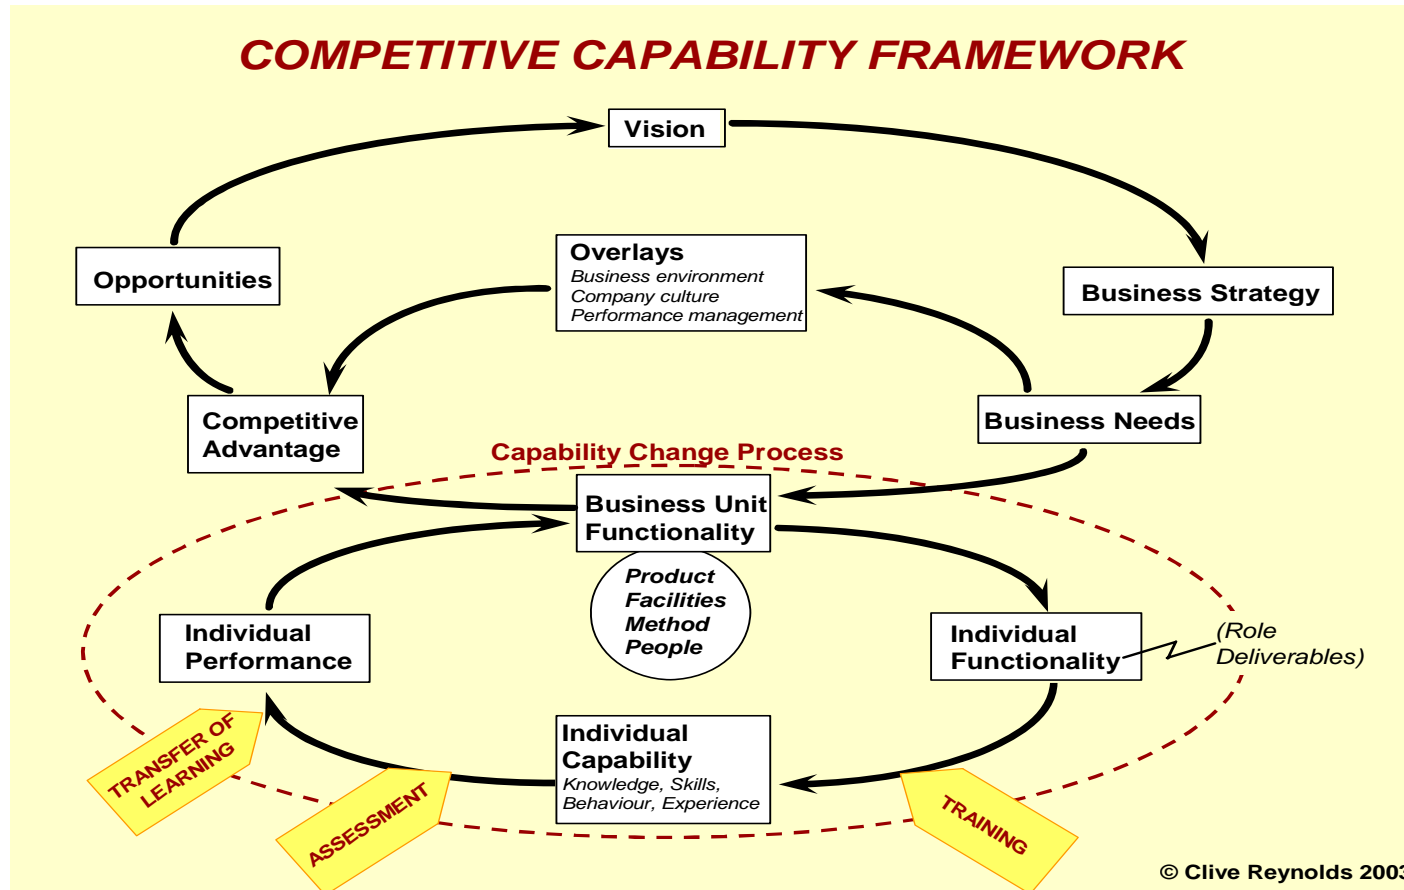 COMPETITIVE CAPABILITY FRAMEWORK
Vision
Opportunities
Overlays
Business environment
Company culture
Performance management
Business Strategy
Competitive
Advantage
Business Needs
Capability Change Process
Business Unit
Functionality
Product
Facilities
Method
People
Individual
Performance
Individual
Functionality
(Role
Deliverables)
Individual
Capability
Knowledge, Skills,
Behaviour, Experience
TRANSFER OF
LEARNING
ASSESSMENT
TRAINING
© Clive Reynolds 2003